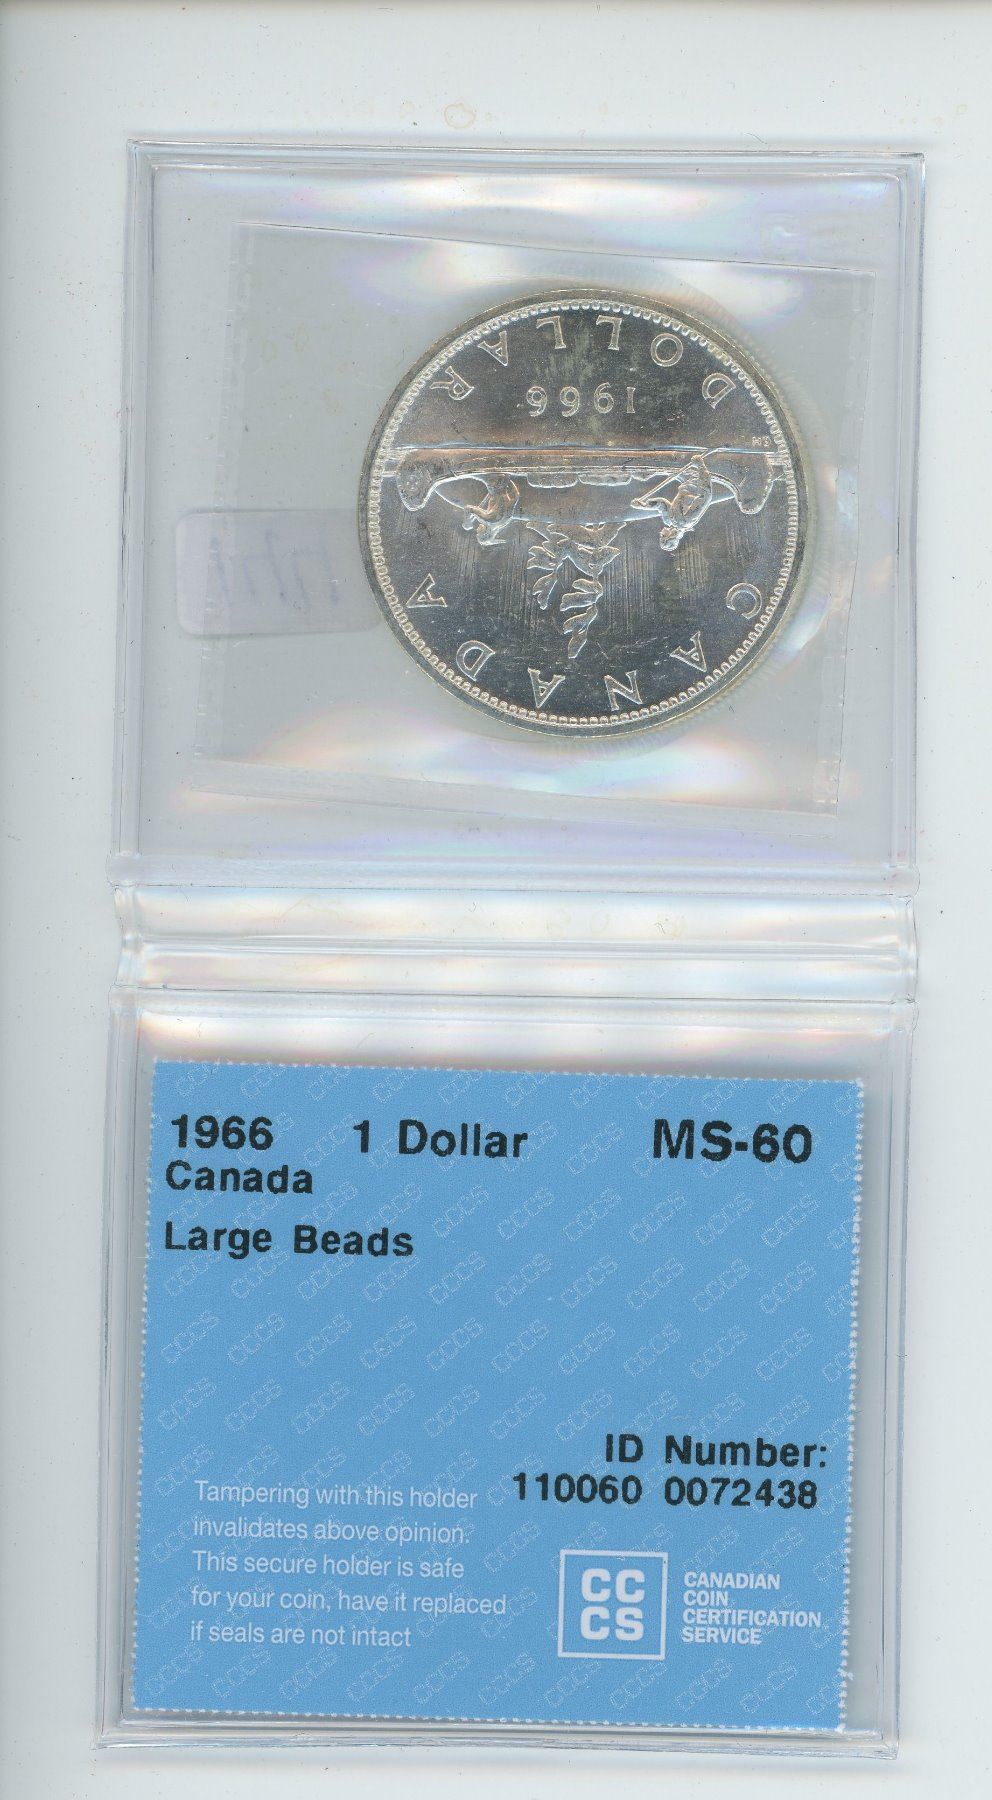 DOLLAR
1966
CANADA
1966 1 Dollar MS-60
Canada
Large Beads
ID Number:
110060 0072438
Tampering with this holder
invalidates above opinion.
This secure holder is safe
for your coin, have it replaced
if seals are not intact
CC
CS
CANADIAN
COIN
CERTIFICATION
SERVICE